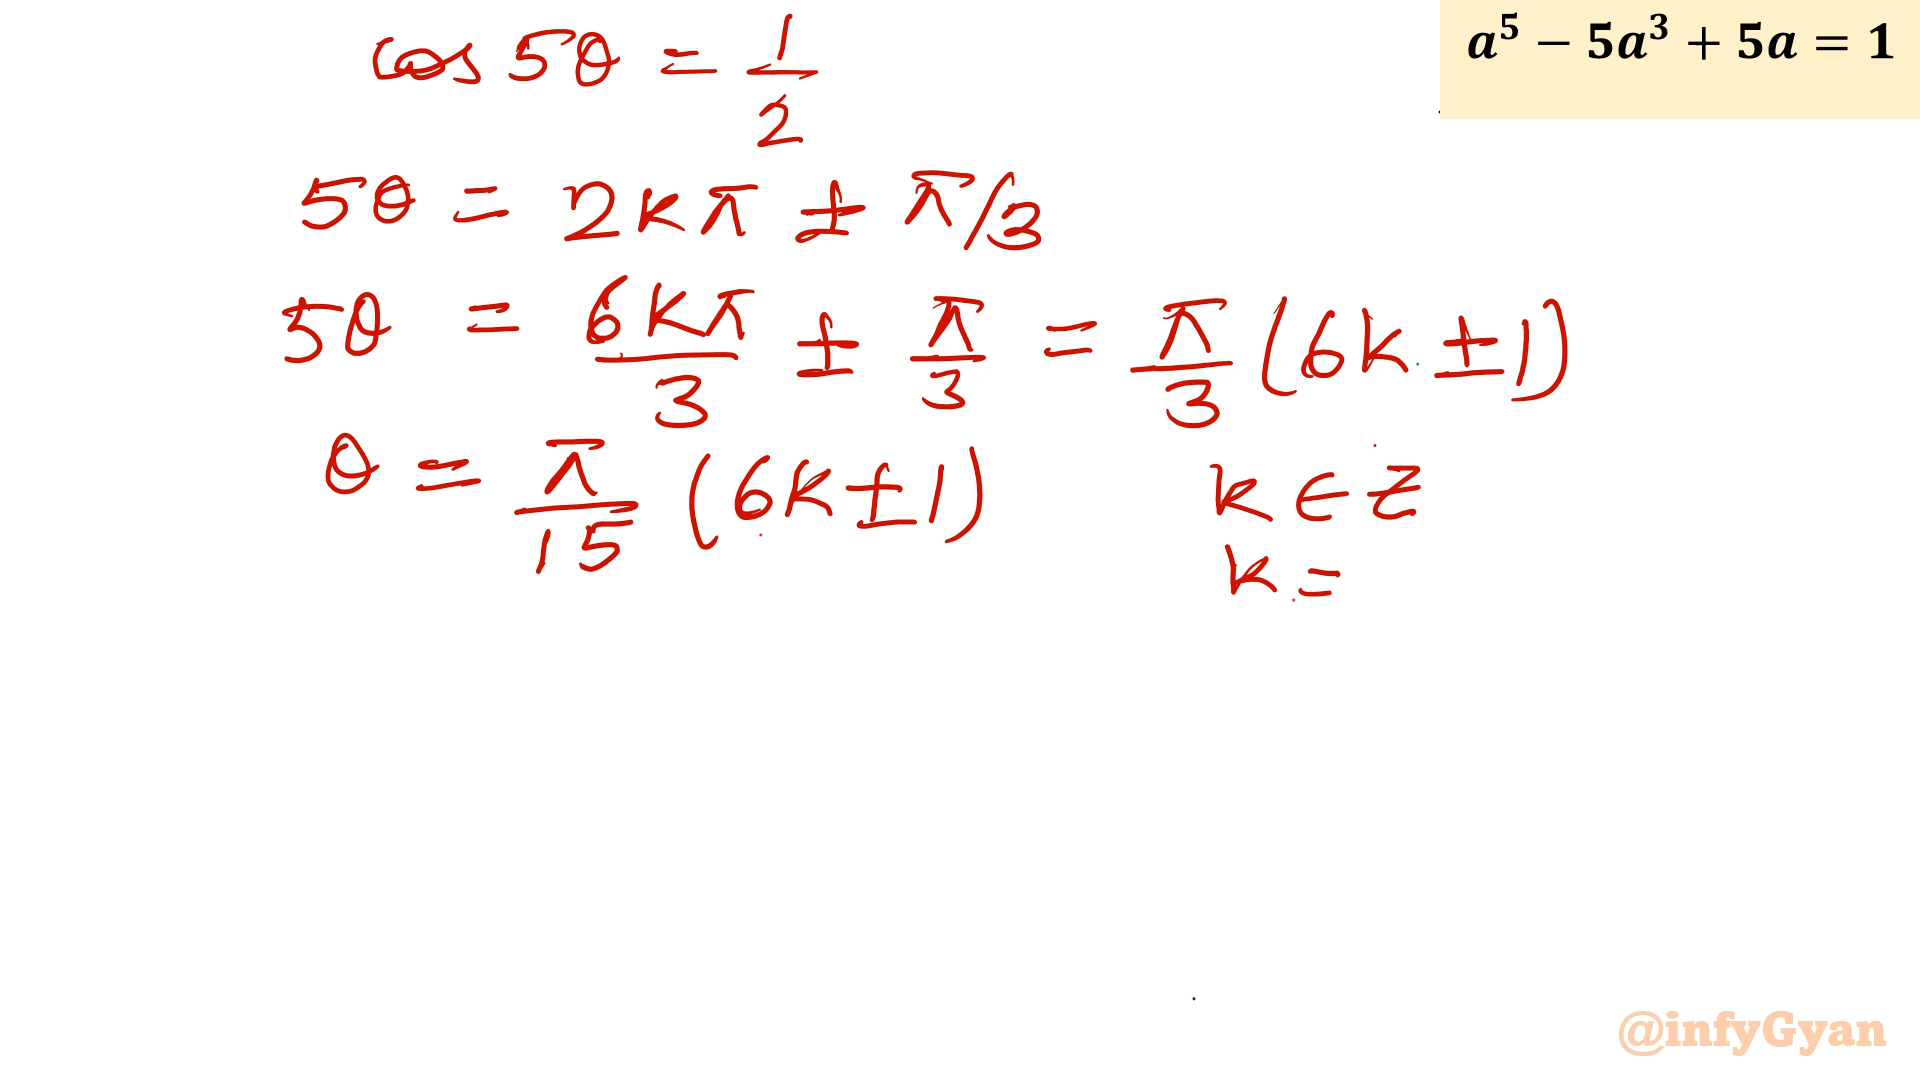 a⁵ − 5a³ + 5a = 1
cos 5θ = 1/2
5θ = 2kπ ± π/3
5θ = 6kπ/3 ± π/3 = π/3 (6k ± 1)
θ = π/15 (6k ± 1) k ∈ Z
k =
@infyGyan